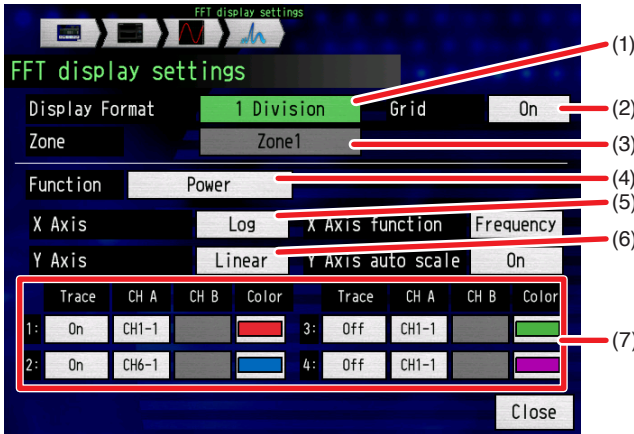 FFT display settings
FFT display settings
(1)
Display Format 1 Division Grid On (2)
Zone Zone1 (3)
Function Power (4)
(5)
X Axis Log X Axis function Frequency
(6)
Y Axis Linear Y Axis auto scale On
Trace CH A CH B Color Trace CH A CH B Color
1: On CH1-1 3: Off CH1-1 (7)
2: On CH6-1 4: Off CH1-1
Close